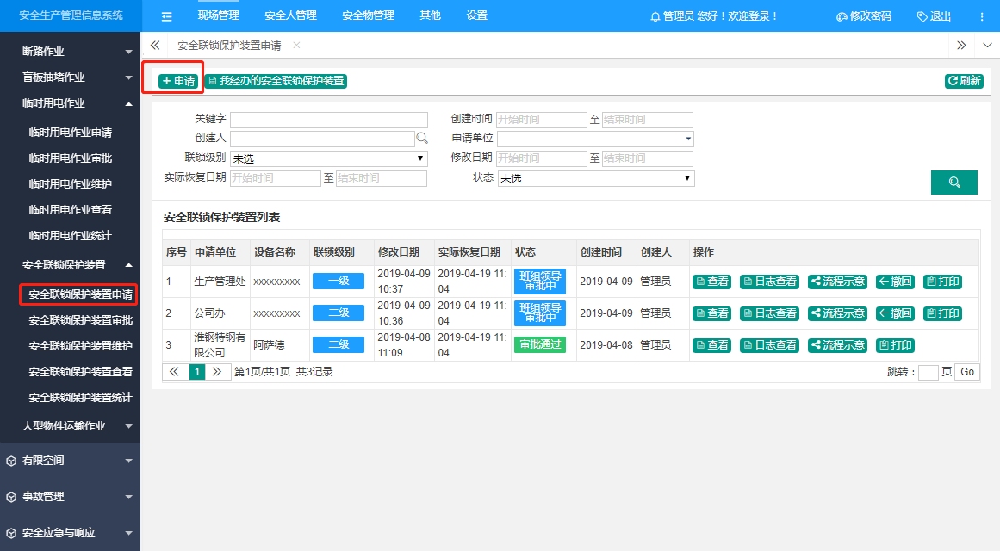 安全生产管理信息系统
现场管理 安全人管理 安全物管理 其他 设置
管理员 您好！欢迎登录！ 修改密码 退出
断路作业
盲板抽堵作业
临时用电作业
临时用电作业申请
临时用电作业审批
临时用电作业维护
临时用电作业查看
临时用电作业统计
安全联锁保护装置
安全联锁保护装置申请
安全联锁保护装置审批
安全联锁保护装置维护
安全联锁保护装置查看
安全联锁保护装置统计
大型物件运输作业
有限空间
事故管理
安全应急与响应
安全联锁保护装置申请
申请 我经办的安全联锁保护装置 刷新
关键字 创建时间 开始时间 至 结束时间
创建人 申请单位
联锁级别 未选 修改日期 开始时间 至 结束时间
实际恢复日期 开始时间 至 结束时间 状态 未选
安全联锁保护装置列表
序号 申请单位 设备名称 联锁级别 修改日期 实际恢复日期 状态 创建时间 创建人 操作
1 生产管理处 xxxxxxxxx 一级 2019-04-09 10:37 2019-04-19 11:04 班组领导审批中 2019-04-09 管理员 查看 日志查看 流程示意 撤回 打印
2 公司办 xxxxxxxxx 二级 2019-04-09 10:36 2019-04-19 11:04 班组领导审批中 2019-04-09 管理员 查看 日志查看 流程示意 撤回 打印
3 淮钢特钢有限公司 阿萨德 二级 2019-04-08 11:09 2019-04-19 11:04 审批通过 2019-04-08 管理员 查看 日志查看 流程示意 打印
1 第1页/共1页 共3记录 跳转： 页 Go